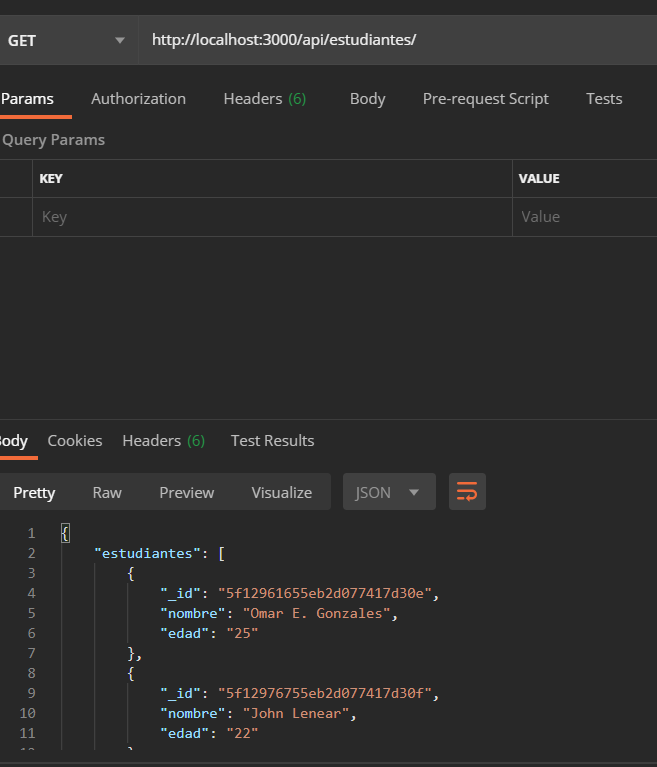 GET http://localhost:3000/api/estudiantes/
Params Authorization Headers (6) Body Pre-request Script Tests
Query Params
KEY VALUE
Key Value
Body Cookies Headers (6) Test Results
Pretty Raw Preview Visualize JSON
1 {
2 "estudiantes": [
3 {
4 "_id": "5f12961655eb2d077417d30e",
5 "nombre": "Omar E. Gonzales",
6 "edad": "25"
7 },
8 {
9 "_id": "5f12976755eb2d077417d30f",
10 "nombre": "John Lenear",
11 "edad": "22"